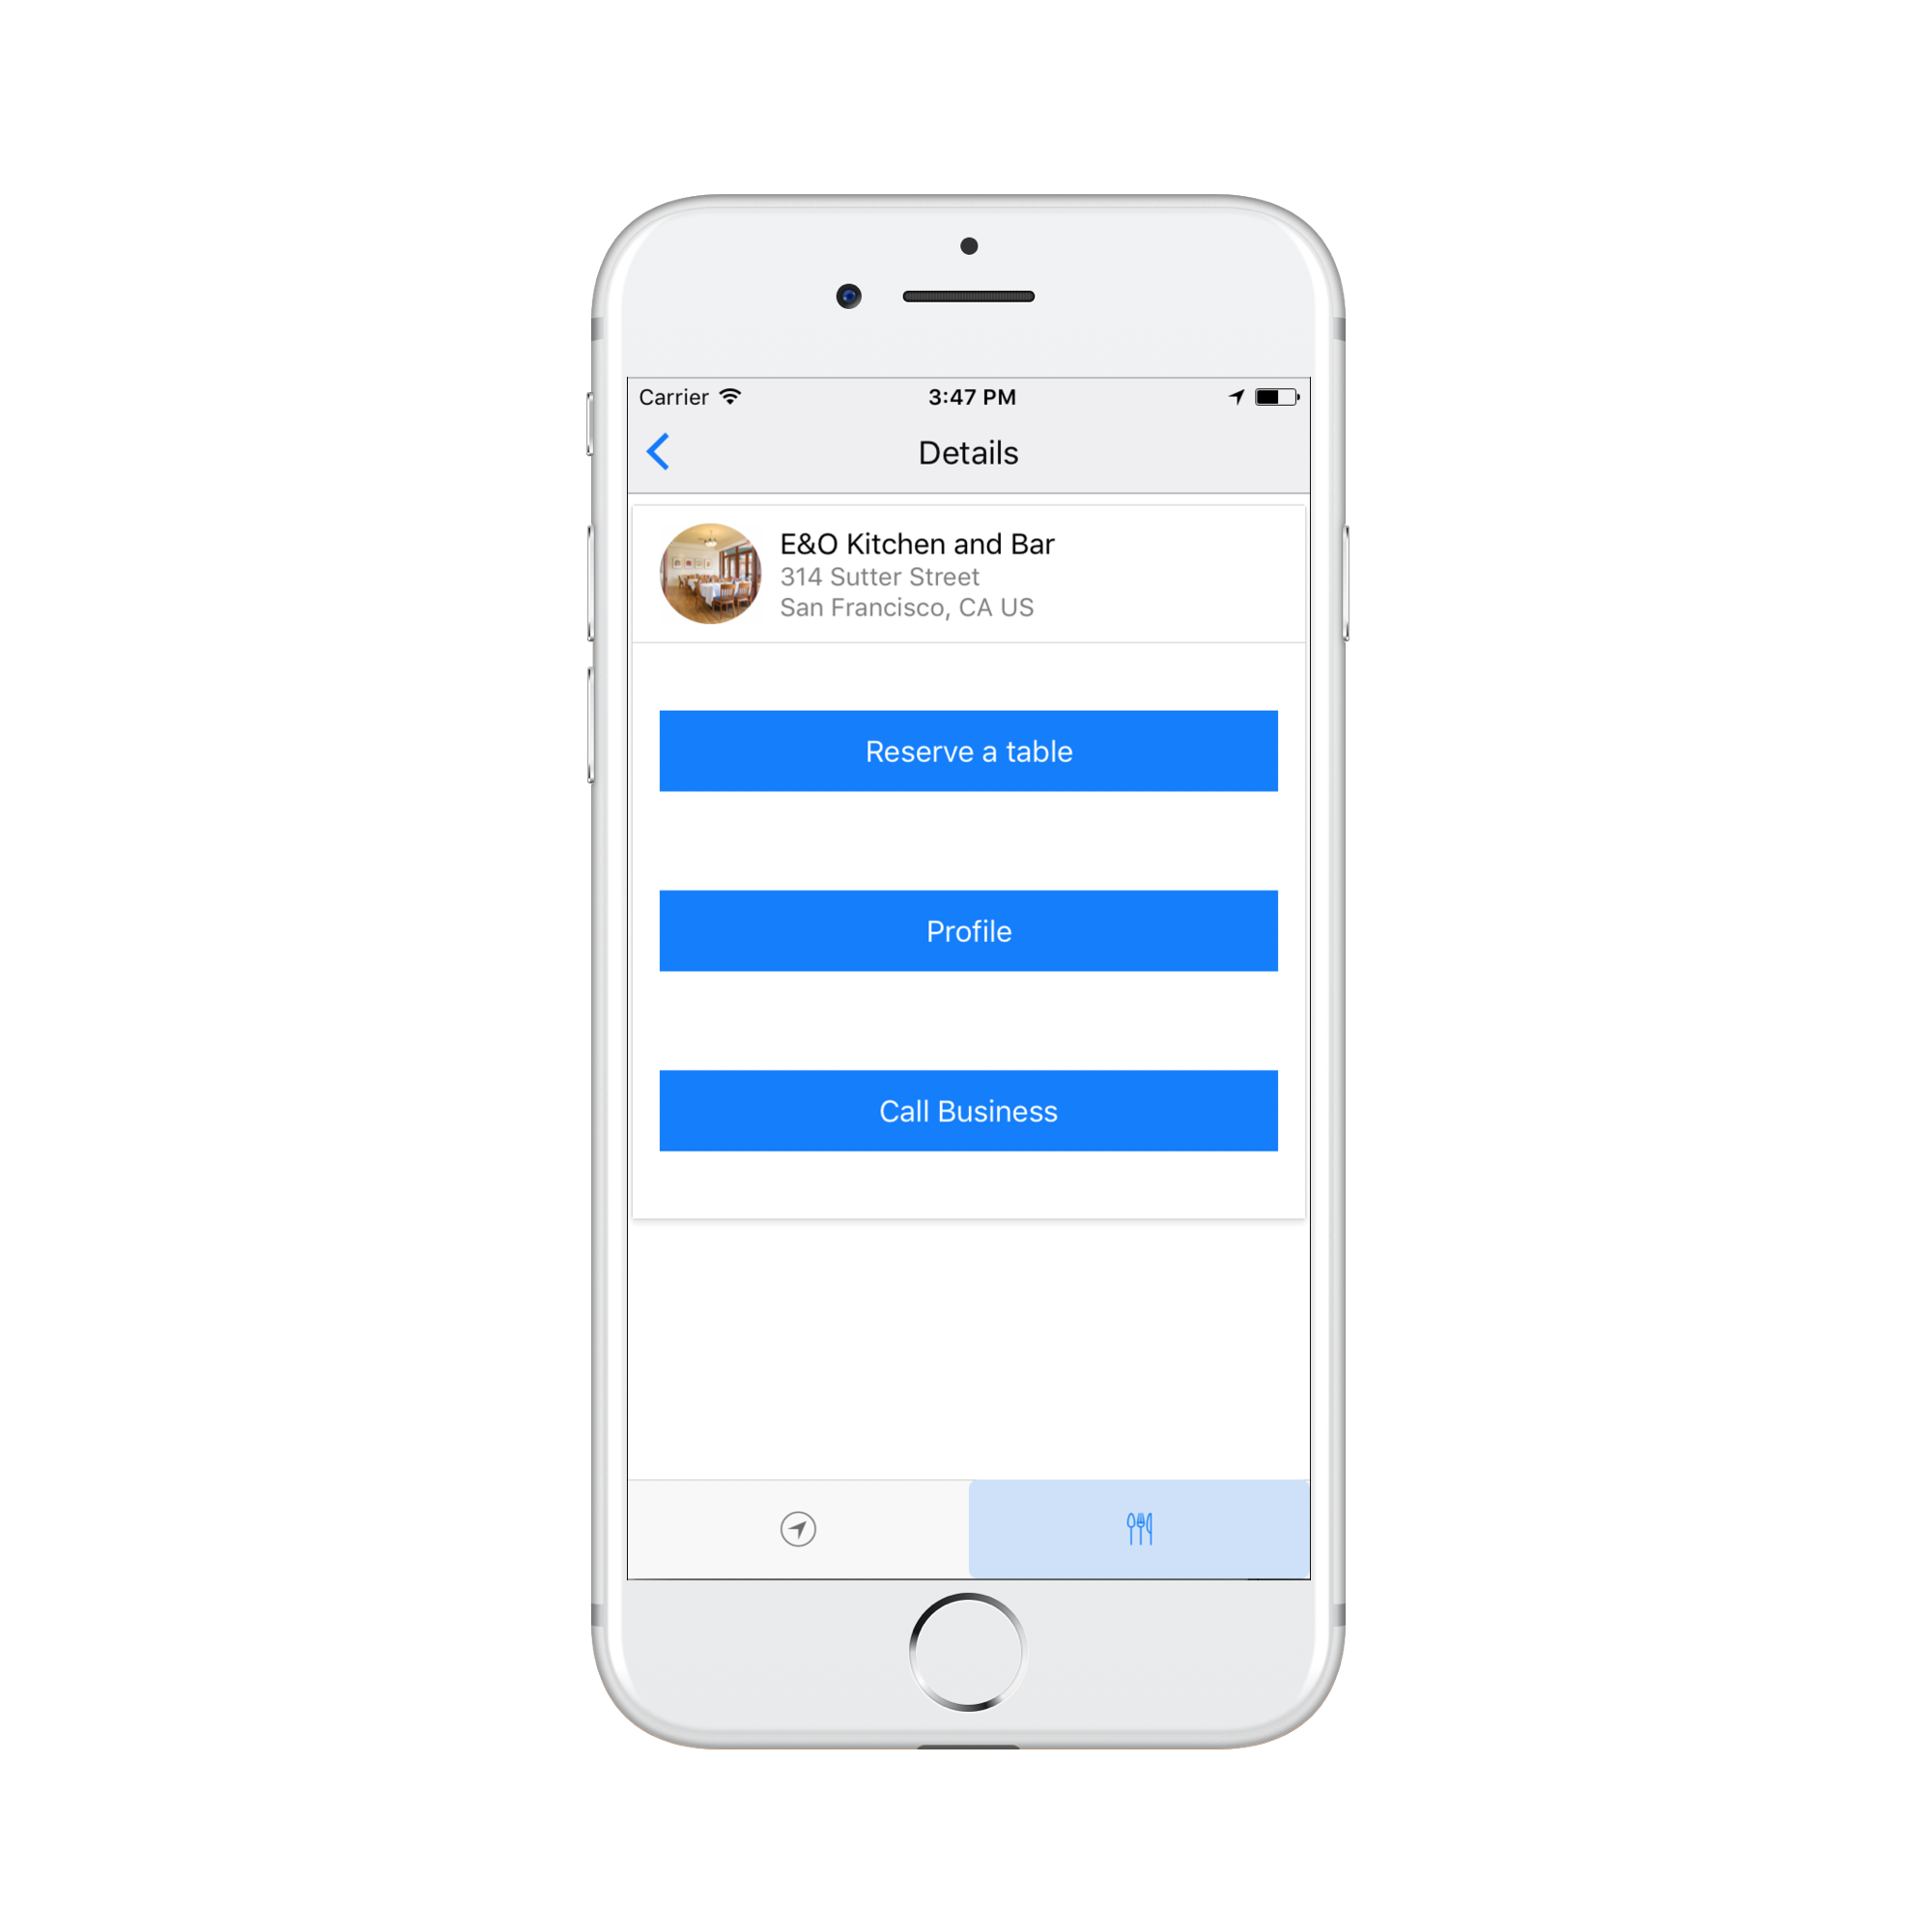 Carrier 3:47 PM
Details
E&O Kitchen and Bar
314 Sutter Street
San Francisco, CA US
Reserve a table
Profile
Call Business